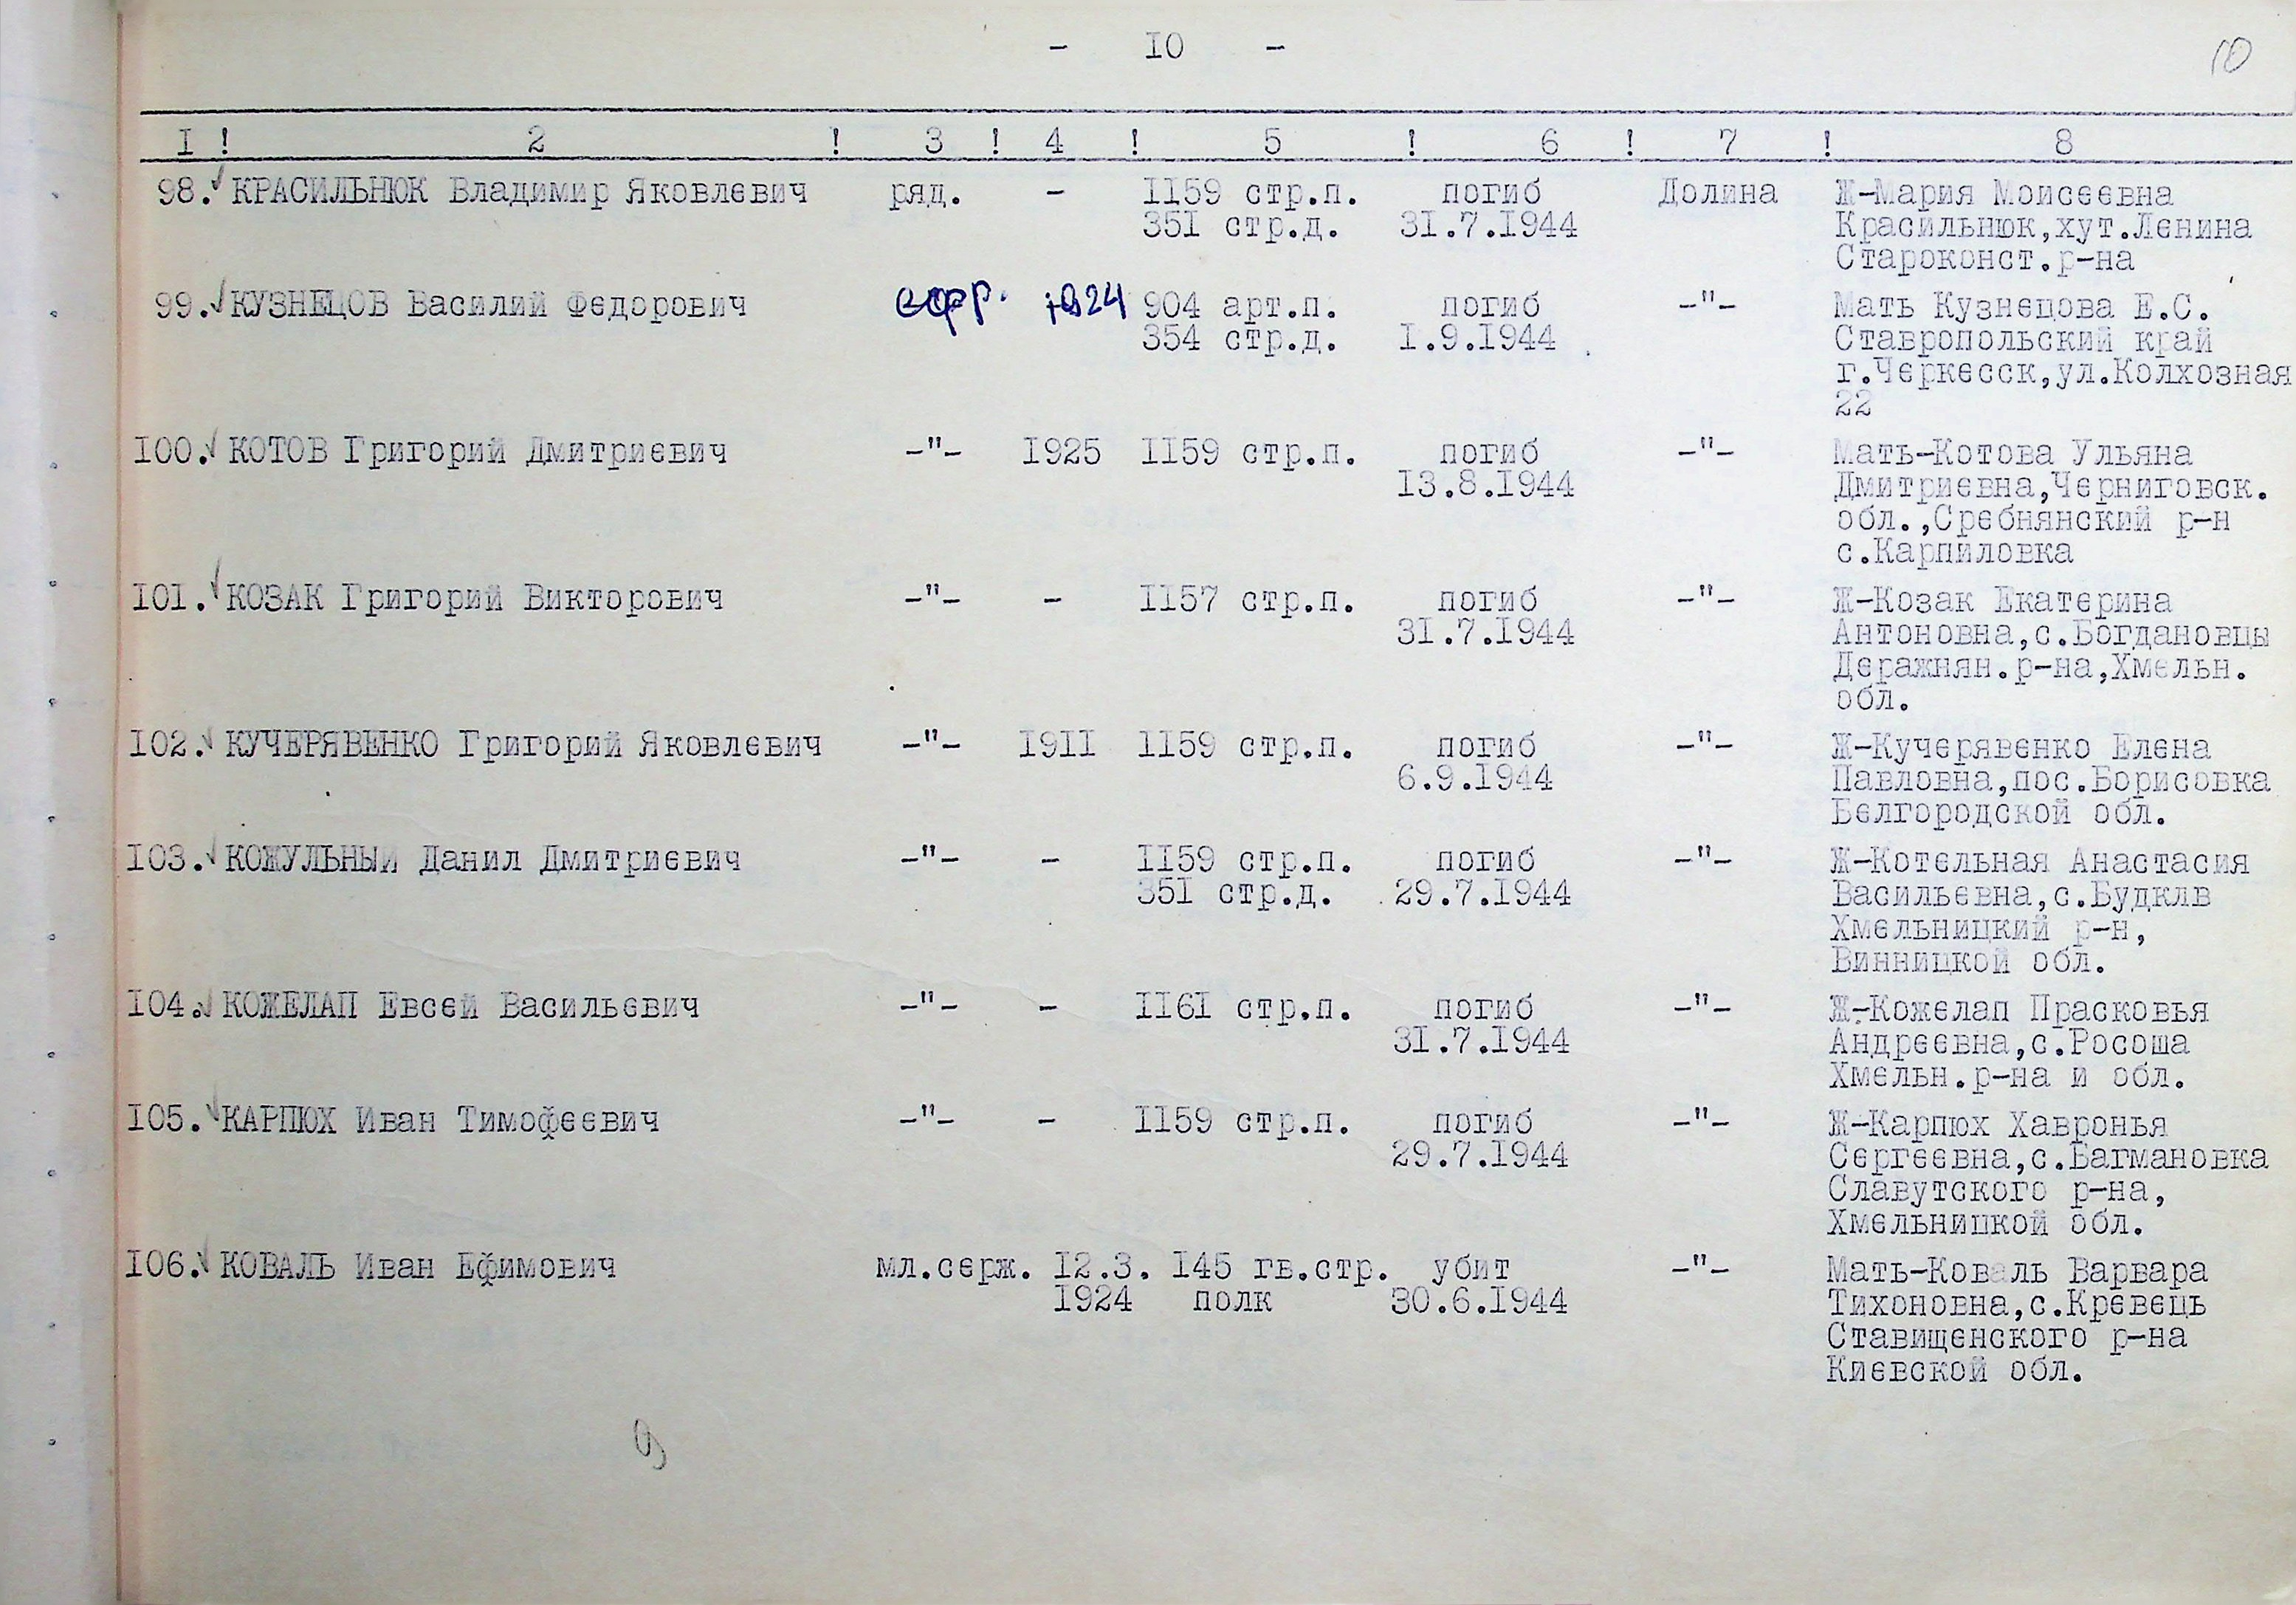 - 10 -
10
1 ! 2 ! 3 ! 4 ! 5 ! 6 ! 7 ! 8
98. КРАСИЛЬНЮК Владимир Яковлевич ряд. - 1159 стр.п. погиб Долина Ж-Мария Моисеевна
351 стр.д. 31.7.1944 Красильнюк,хут.Ленина
Староконст.р-на
99. КУЗНЕЦОВ Василий Федорович ефр. 1924 904 арт.п. погиб -"- Мать Кузнецова Е.С.
354 стр.д. 1.9.1944 Ставропольский край
г.Черкесск,ул.Колхозная
22
100. КОТОВ Григорий Дмитриевич -"- 1925 1159 стр.п. погиб -"- Мать-Котова Ульяна
13.8.1944 Дмитриевна,Черниговск.
обл.,Сребнянский р-н
с.Карпиловка
101. КОЗАК Григорий Викторович -"- - 1157 стр.п. погиб -"- Ж-Козак Екатерина
31.7.1944 Антоновна,с.Богдановцы
Деражнян.р-на,Хмельн.
обл.
102. КУЧЕРЯВЕНКО Григорий Яковлевич -"- 1911 1159 стр.п. погиб -"- Ж-Кучерявенко Елена
6.9.1944 Павловна,пос.Борисовка
Белгородской обл.
103. КОЖУЛЬНЫЙ Данил Дмитриевич -"- - 1159 стр.п. погиб -"- Ж-Котельная Анастасия
351 стр.д. 29.7.1944 Васильевна,с.Будклв
Хмельницкий р-н,
Винницкой обл.
104. КОЖЕЛАП Евсей Васильевич -"- - 1161 стр.п. погиб -"- Ж-Кожелап Прасковья
31.7.1944 Андреевна,с.Росоша
Хмельн.р-на и обл.
105. КАРПЮХ Иван Тимофеевич -"- - 1159 стр.п. погиб -"- Ж-Карпюх Хавронья
29.7.1944 Сергеевна,с.Багмановка
Славутского р-на,
Хмельницкой обл.
106. КОВАЛЬ Иван Ефимович мл.серж. 12.3. 145 гв.стр. убит -"- Мать-Коваль Варвара
1924 полк 30.6.1944 Тихоновна,с.Кревець
Ставищенского р-на
Киевской обл.
9